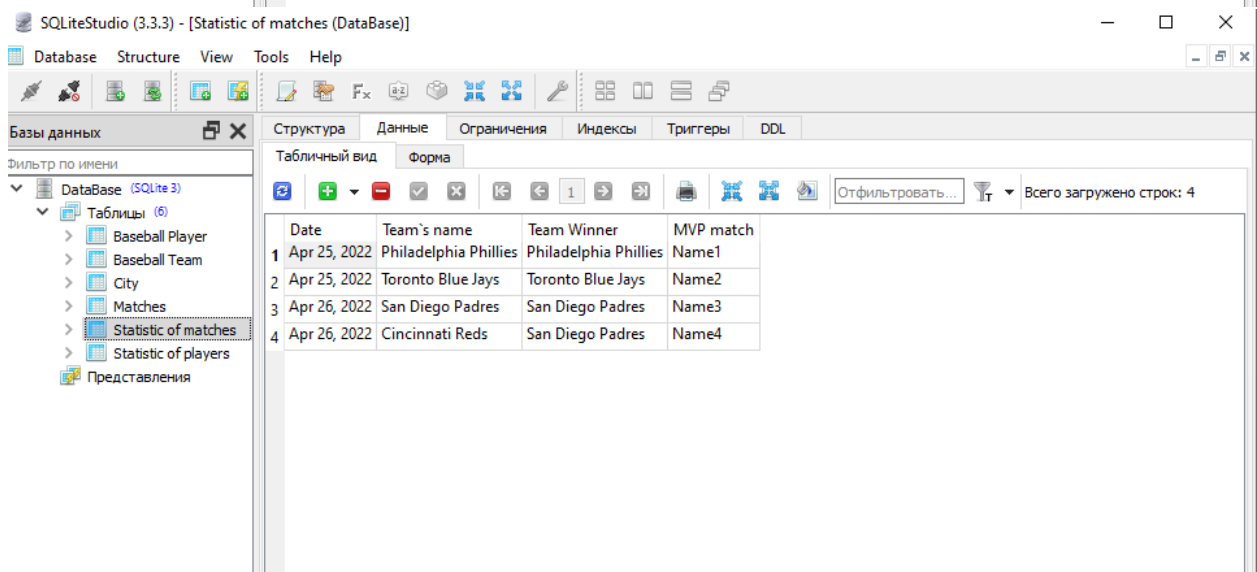 SQLiteStudio (3.3.3) - [Statistic of matches (DataBase)]
Database Structure View Tools Help
Базы данных
Фильтр по имени
DataBase (SQLite 3)
Таблицы (6)
Baseball Player
Baseball Team
City
Matches
Statistic of matches
Statistic of players
Представления
Структура Данные Ограничения Индексы Триггеры DDL
Табличный вид Форма
1 Отфильтровать... T Всего загружено строк: 4
Date Team`s name Team Winner MVP match
1 Apr 25, 2022 Philadelphia Phillies Philadelphia Phillies Name1
2 Apr 25, 2022 Toronto Blue Jays Toronto Blue Jays Name2
3 Apr 26, 2022 San Diego Padres San Diego Padres Name3
4 Apr 26, 2022 Cincinnati Reds San Diego Padres Name4